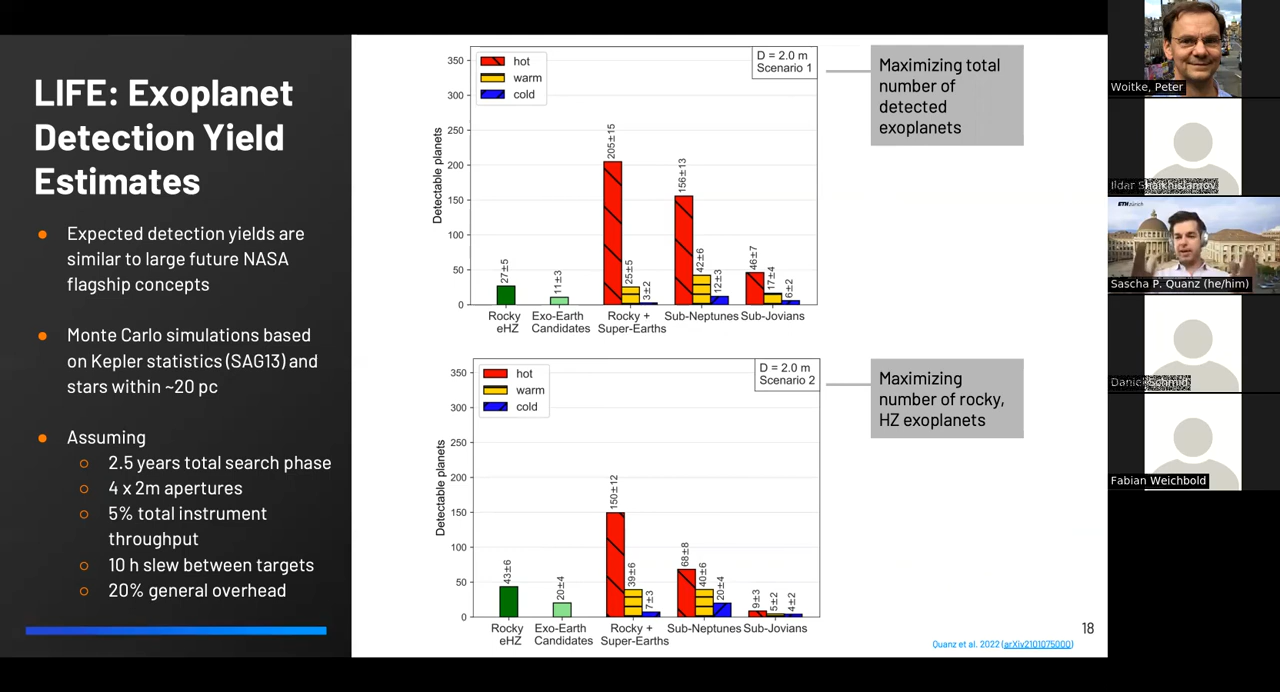 LIFE: Exoplanet
Detection Yield
Estimates
Expected detection yields are
similar to large future NASA
flagship concepts
Monte Carlo simulations based
on Kepler statistics (SAG13) and
stars within ~20 pc
Assuming
2.5 years total search phase
4 x 2m apertures
5% total instrument
throughput
10 h slew between targets
20% general overhead
Detectable planets
350
300
250
200
150
100
50
0
hot
warm
cold
D = 2.0 m
Scenario 1
27±5
11±3
205±15
25±5
3±2
156±13
42±6
12±3
46±7
17±4
6±2
Rocky
eHZ
Exo-Earth
Candidates
Rocky +
Super-Earths
Sub-Neptunes
Sub-Jovians
Maximizing total
number of
detected
exoplanets
Detectable planets
350
300
250
200
150
100
50
0
hot
warm
cold
D = 2.0 m
Scenario 2
43±6
20±4
150±12
39±6
7±3
68±8
40±6
20±4
9±3
5±2
4±2
Rocky
eHZ
Exo-Earth
Candidates
Rocky +
Super-Earths
Sub-Neptunes
Sub-Jovians
Maximizing
number of rocky,
HZ exoplanets
18
Quanz et al. 2022 (arXiv2101075000)
Woitke, Peter
Ildar Shaikhislamov
ETH zürich
Sascha P. Quanz (he/him)
Daniel Schmid
Fabian Weichbold